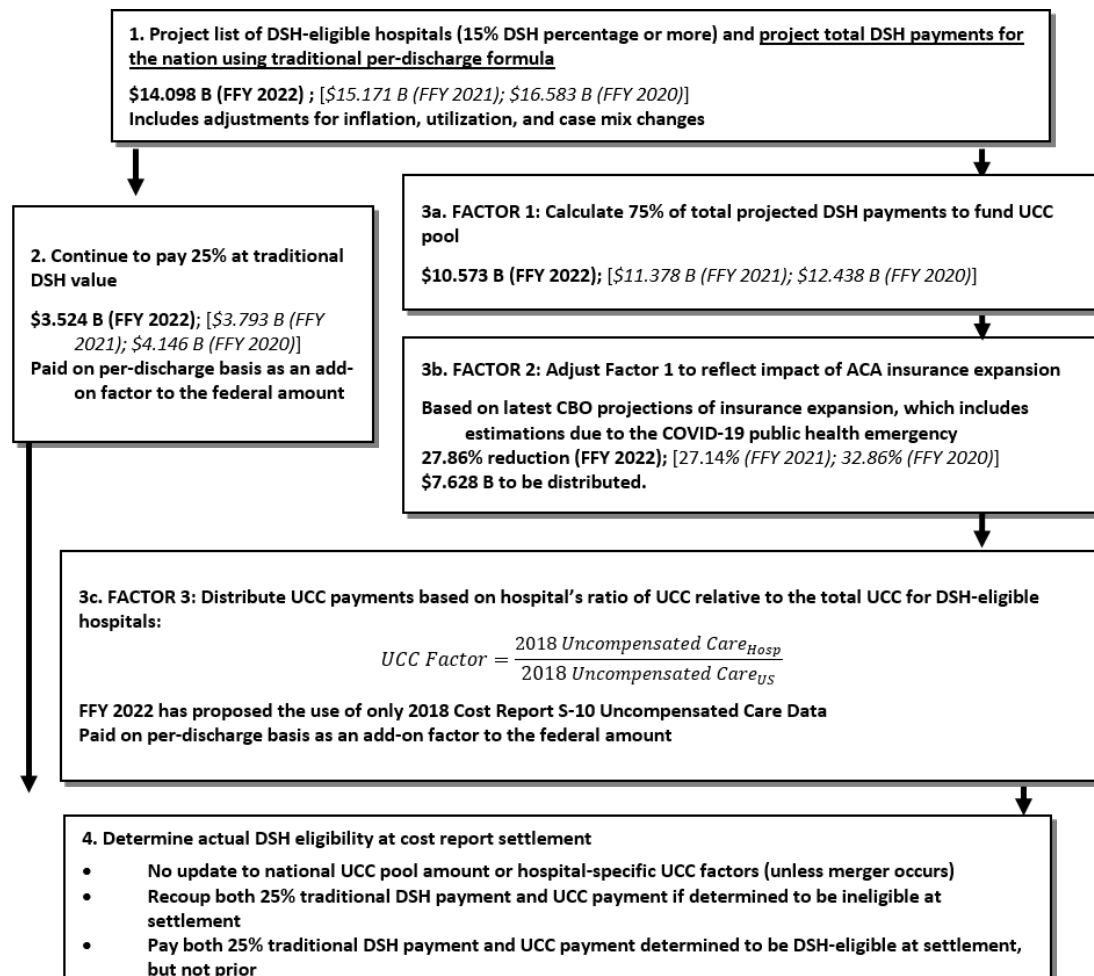 1. Project list of DSH-eligible hospitals (15% DSH percentage or more) and project total DSH payments for
the nation using traditional per-discharge formula
$14.098 B (FFY 2022) ; [$15.171 B (FFY 2021); $16.583 B (FFY 2020)]
Includes adjustments for inflation, utilization, and case mix changes
2. Continue to pay 25% at traditional
DSH value
$3.524 B (FFY 2022); [$3.793 B (FFY
2021); $4.146 B (FFY 2020)]
Paid on per-discharge basis as an add-
on factor to the federal amount
3a. FACTOR 1: Calculate 75% of total projected DSH payments to fund UCC
pool
$10.573 B (FFY 2022); [$11.378 B (FFY 2021); $12.438 B (FFY 2020)]
3b. FACTOR 2: Adjust Factor 1 to reflect impact of ACA insurance expansion
Based on latest CBO projections of insurance expansion, which includes
estimations due to the COVID-19 public health emergency
27.86% reduction (FFY 2022); [27.14% (FFY 2021); 32.86% (FFY 2020)]
$7.628 B to be distributed.
3c. FACTOR 3: Distribute UCC payments based on hospital's ratio of UCC relative to the total UCC for DSH-eligible
hospitals:
2018 Uncompensated Care_Hosp
UCC Factor =
2018 Uncompensated Care_US
FFY 2022 has proposed the use of only 2018 Cost Report S-10 Uncompensated Care Data
Paid on per-discharge basis as an add-on factor to the federal amount
4. Determine actual DSH eligibility at cost report settlement
• No update to national UCC pool amount or hospital-specific UCC factors (unless merger occurs)
• Recoup both 25% traditional DSH payment and UCC payment if determined to be ineligible at
settlement
• Pay both 25% traditional DSH payment and UCC payment determined to be DSH-eligible at settlement,
but not prior